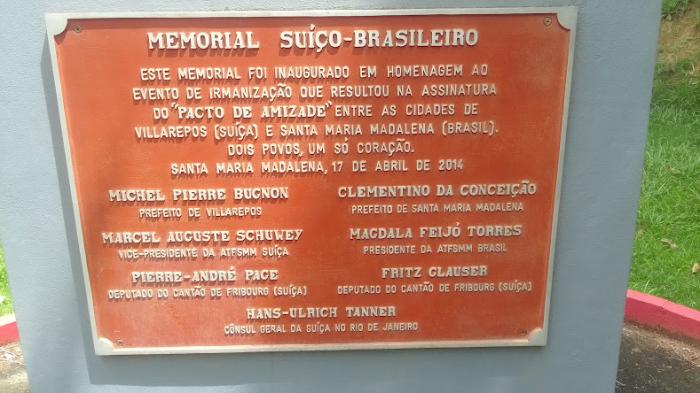 MEMORIAL SUÍÇO-BRASILEIRO
ESTE MEMORIAL FOI INAUGURADO EM HOMENAGEM AO
EVENTO DE IRMANIZAÇÃO QUE RESULTOU NA ASSINATURA
DO "PACTO DE AMIZADE" ENTRE AS CIDADES DE
VILLAREPOS (SUÍÇA) E SANTA MARIA MADALENA (BRASIL).
DOIS POVOS, UM SÓ CORAÇÃO.
SANTA MARIA MADALENA, 17 DE ABRIL DE 2014
MICHEL PIERRE BUGNON
PREFEITO DE VILLAREPOS
CLEMENTINO DA CONCEIÇÃO
PREFEITO DE SANTA MARIA MADALENA
MARCEL AUGUSTE SCHUWEY
VICE-PRESIDENTE DA ATFSMM SUÍÇA
MAGDALA FEIJÓ TORRES
PRESIDENTE DA ATFSMM BRASIL
PIERRE-ANDRÉ PAGE
DEPUTADO DO CANTÃO DE FRIBOURG (SUÍÇA)
FRITZ GLAUSER
DEPUTADO DO CANTÃO DE FRIBOURG (SUÍÇA)
HANS-ULRICH TANNER
CÔNSUL GERAL DA SUÍÇA NO RIO DE JANEIRO